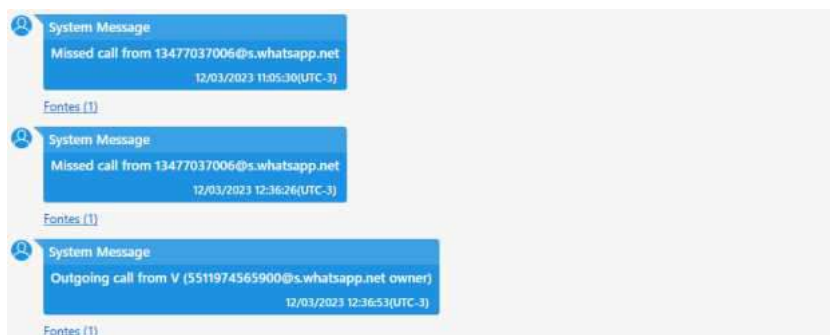 System Message
Missed call from 13477037006@s.whatsapp.net
12/03/2023 11:05:30(UTC-3)
Fontes (1)
System Message
Missed call from 13477037006@s.whatsapp.net
12/03/2023 12:36:26(UTC-3)
Fontes (1)
System Message
Outgoing call from V (5511974565900@s.whatsapp.net owner)
12/03/2023 12:36:53(UTC-3)
Fontes (1)